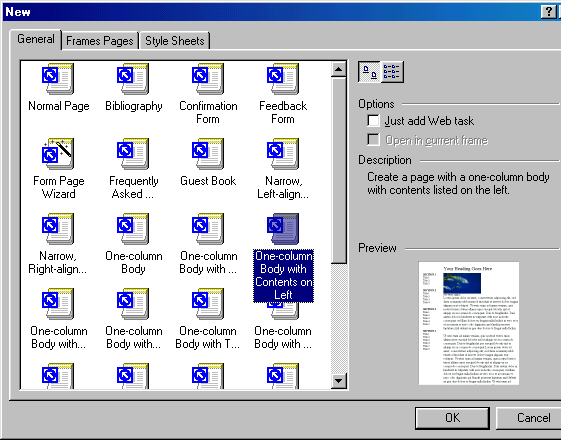 New
General
Frames Pages
Style Sheets
Normal Page
Bibliography
Confirmation
Form
Feedback
Form
Form Page
Wizard
Frequently
Asked ...
Guest Book
Narrow,
Left-align...
Narrow,
Right-align...
One-column
Body
One-column
Body with ...
One-column
Body with
Contents on
Left
One-column
Body with...
One-column
Body with...
One-column
Body with T...
One-column
Body with ...
Options
Just add Web task
Open in current frame
Description
Create a page with a one-column body
with contents listed on the left.
Preview
Your Heading Goes Here
OK
Cancel